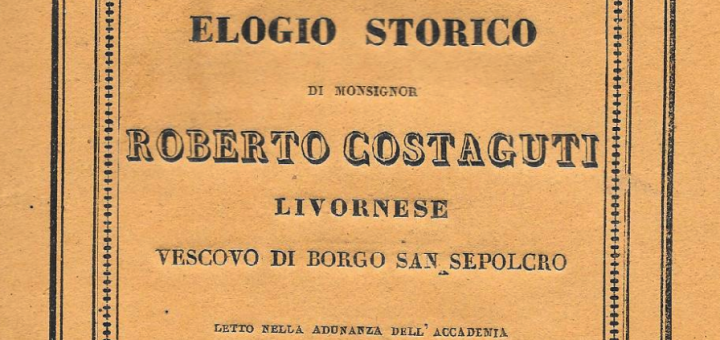 ELOGIO STORICO
DI MONSIGNOR
ROBERTO COSTAGUTI
LIVORNESE
VESCOVO DI BORGO SAN SEPOLCRO
LETTO NELLA ADUNANZA DELL' ACCADEMIA